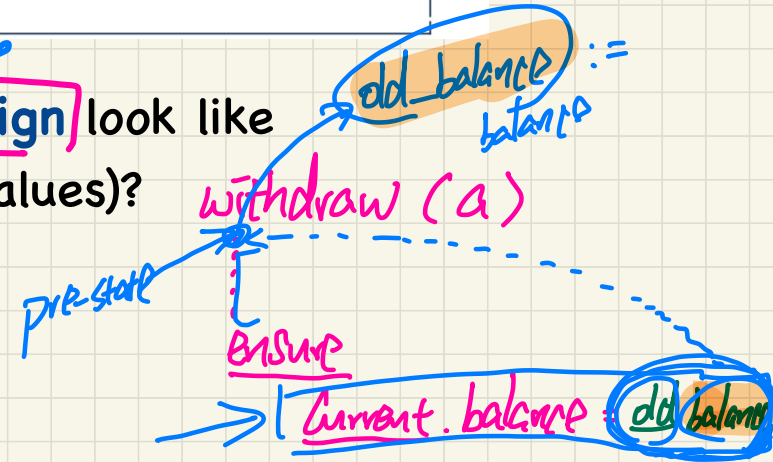 old_balance :=
ign look like
balance
alues)?
withdraw (a)
pre-state
ensure
Current.balance = old balance